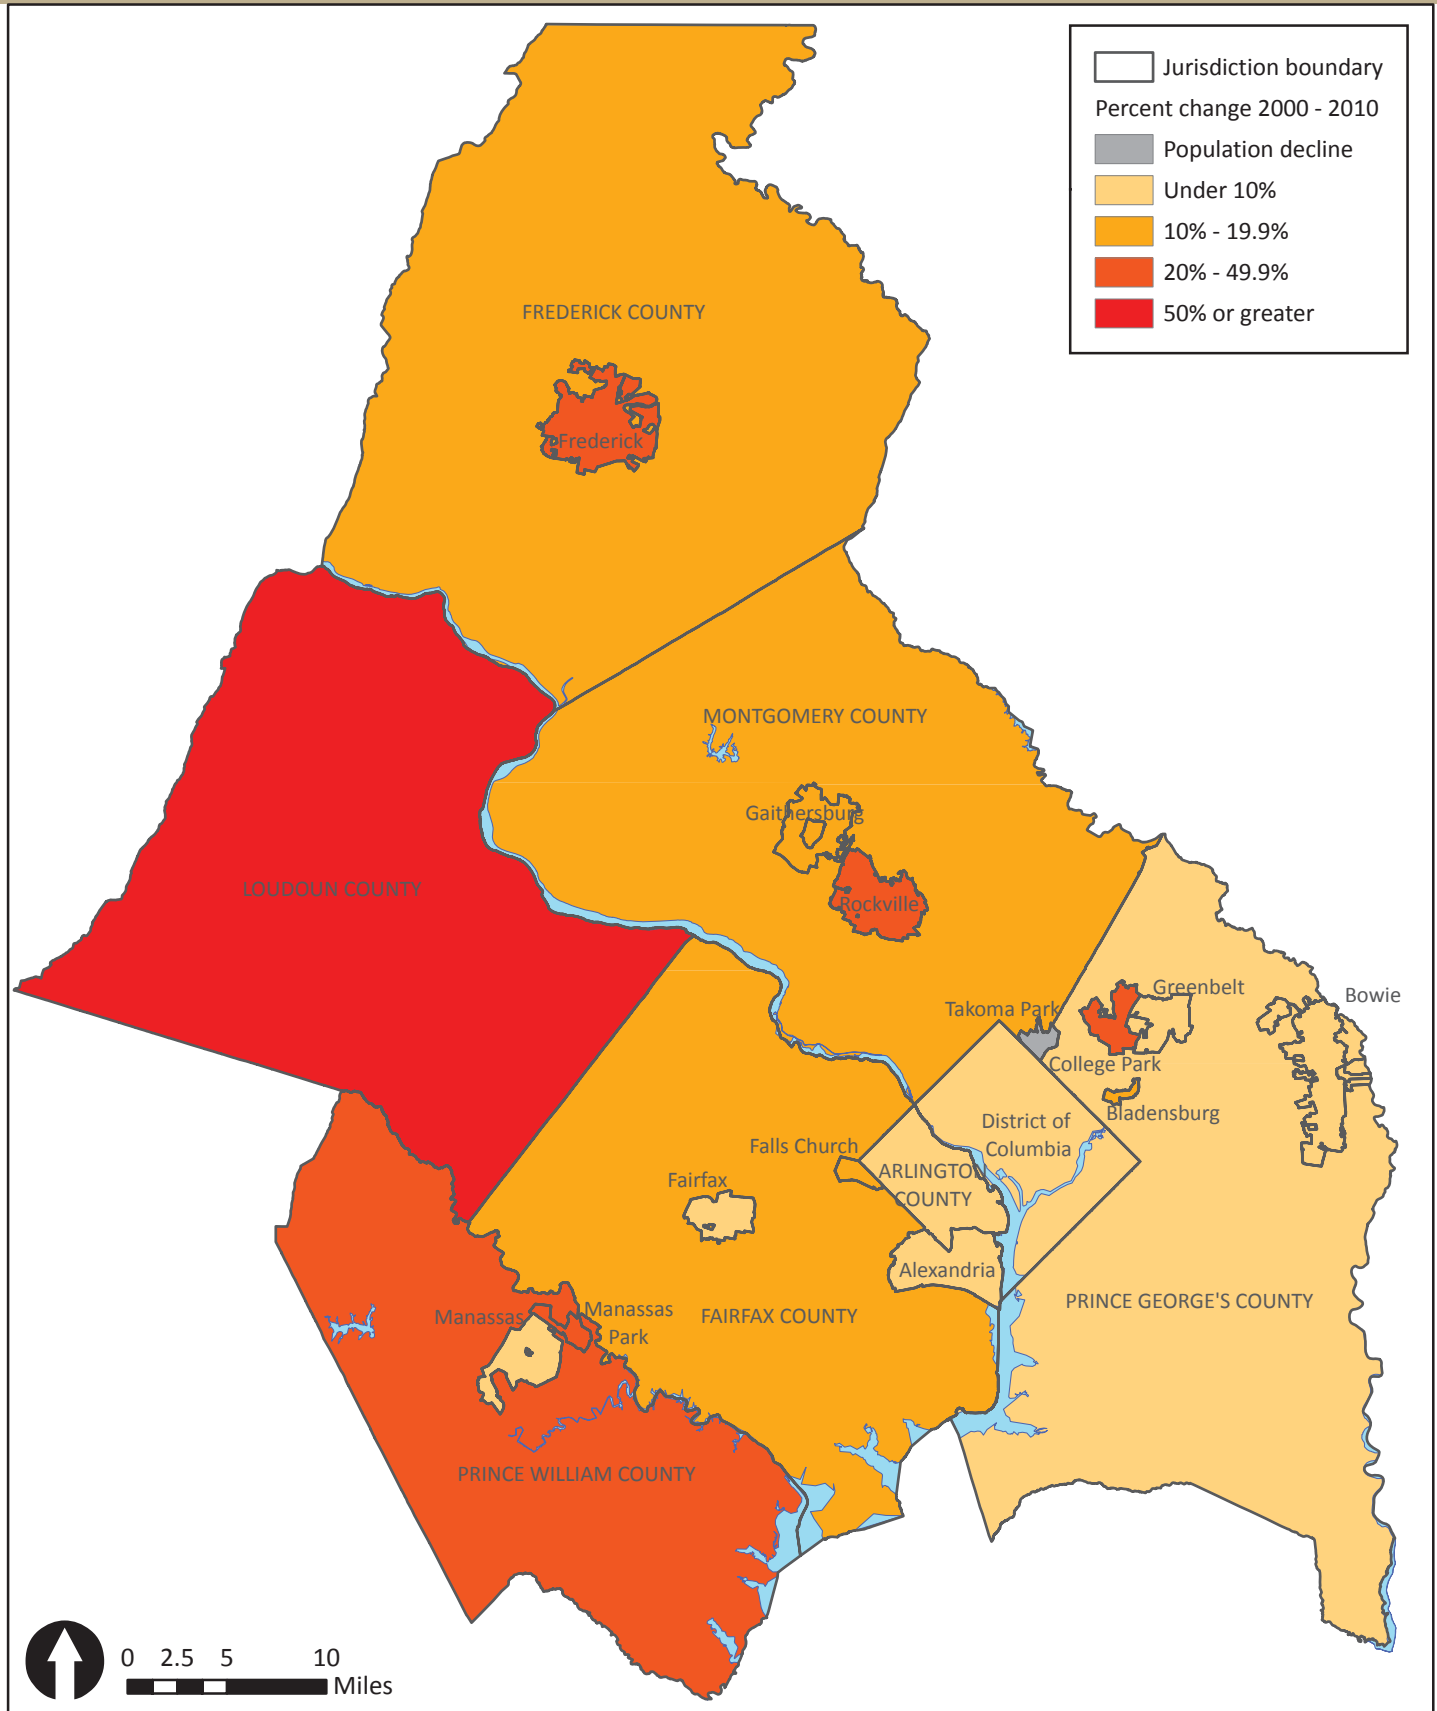 Jurisdiction boundary
Percent change 2000 - 2010
Population decline
Under 10%
10% - 19.9%
20% - 49.9%
50% or greater
FREDERICK COUNTY
Frederick
MONTGOMERY COUNTY
Gaithersburg
LOUDOUN COUNTY
Rockville
Greenbelt
Bowie
Takoma Park
College Park
Bladensburg
District of
Columbia
Falls Church
ARLINGTON
COUNTY
Fairfax
Alexandria
PRINCE GEORGE'S COUNTY
Manassas
Manassas
Park
FAIRFAX COUNTY
PRINCE WILLIAM COUNTY
0 2.5 5 10
Miles